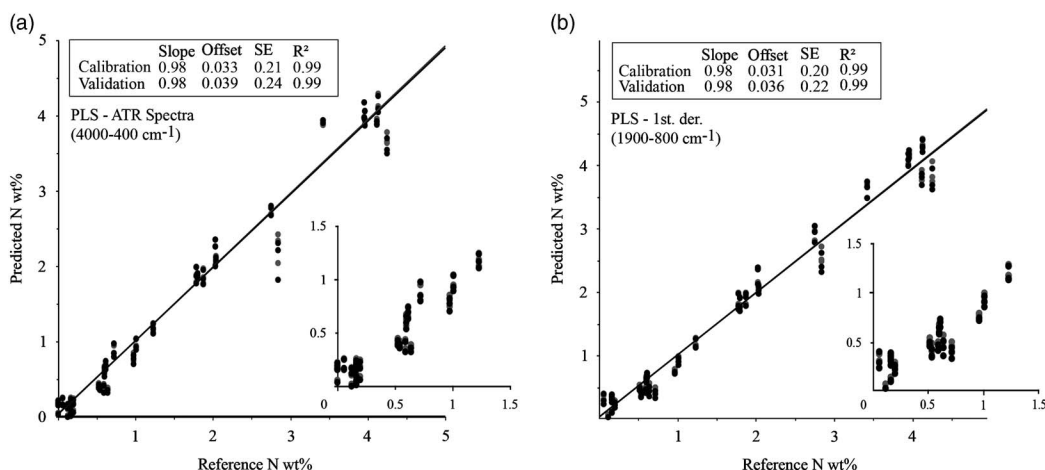 (a)
Slope Offset SE R²
Calibration 0.98 0.033 0.21 0.99
Validation 0.98 0.039 0.24 0.99
PLS - ATR Spectra
(4000-400 cm-1)
Predicted N wt%
5
4
3
2
1
0
1 2 3 4 5
Reference N wt%
1.5
1
0.5
0 0.5 1 1.5
(b)
Slope Offset SE R²
Calibration 0.98 0.031 0.20 0.99
Validation 0.98 0.036 0.22 0.99
PLS - 1st. der.
(1900-800 cm-1)
Predicted N wt%
5
4
3
2
1
0
1 2 3 4
Reference N wt%
1.5
1
0.5
0 0.5 1 1.5